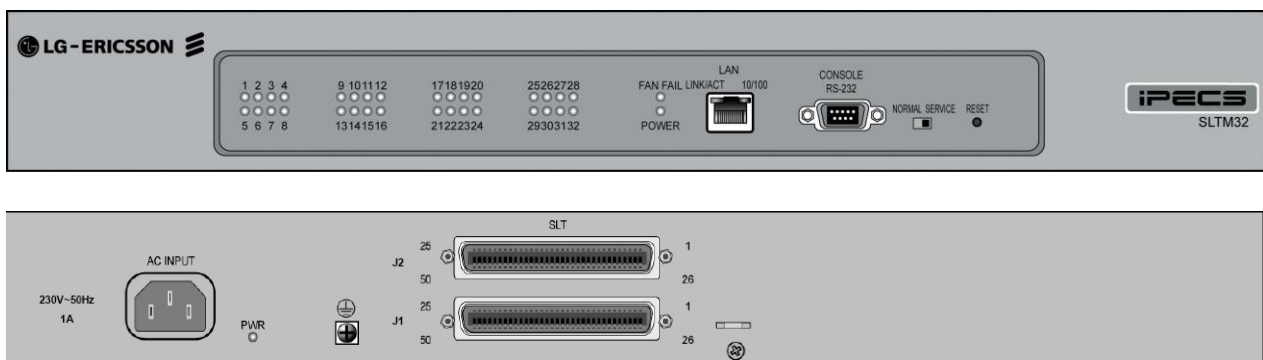 LG-ERICSSON
1 2 3 4
5 6 7 8
9 10 11 12
13 14 15 16
17 18 19 20
21 22 23 24
25 26 27 28
29 30 31 32
FAN FAIL
POWER
LAN
LINK/ACT 10/100
CONSOLE
RS-232
NORMAL SERVICE
RESET
iPECS
SLTM32
AC INPUT
230V~50Hz
1A
PWR
SLT
J2
25
50
1
26
J1
25
50
1
26